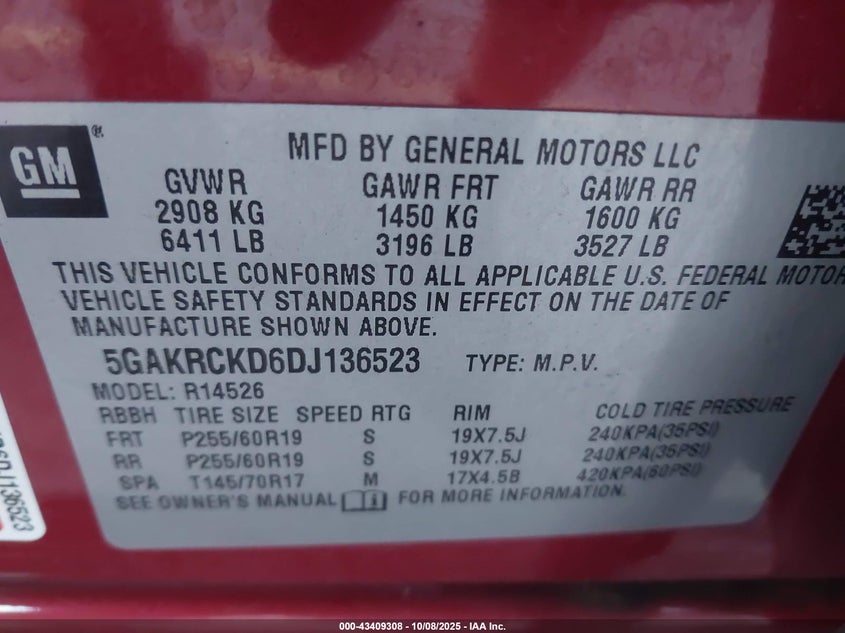 GM®
MFD BY GENERAL MOTORS LLC
GVWR GAWR FRT GAWR RR
2908 KG 1450 KG 1600 KG
6411 LB 3196 LB 3527 LB
THIS VEHICLE CONFORMS TO ALL APPLICABLE U.S. FEDERAL MOTOR
VEHICLE SAFETY STANDARDS IN EFFECT ON THE DATE OF
MANUFACTURE SHOWN ABOVE.
5GAKRCKD6DJ136523 TYPE: M.P.V.
MODEL: R14526
RBBH TIRE SIZE SPEED RTG RIM COLD TIRE PRESSURE
FRT P255/60R19 S 19X7.5J 240KPA(35PSI)
RR P255/60R19 S 19X7.5J 240KPA(35PSI)
SPA T145/70R17 M 17X4.5B 420KPA(60PSI)
SEE OWNER'S MANUAL FOR MORE INFORMATION.
D6DJ136523
000-43409308 - 10/08/2025 - IAA Inc.